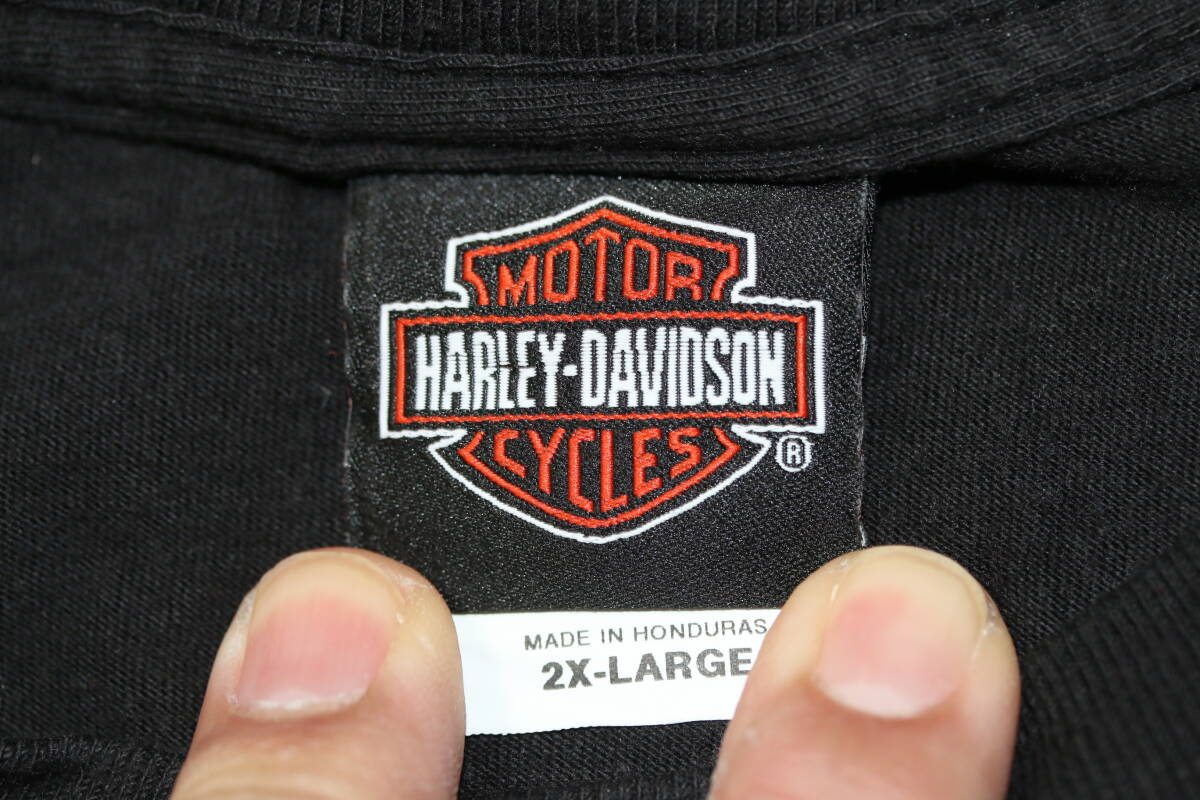 MOTOR
HARLEY-DAVIDSON
CYCLES
®
MADE IN HONDURAS
2X-LARGE